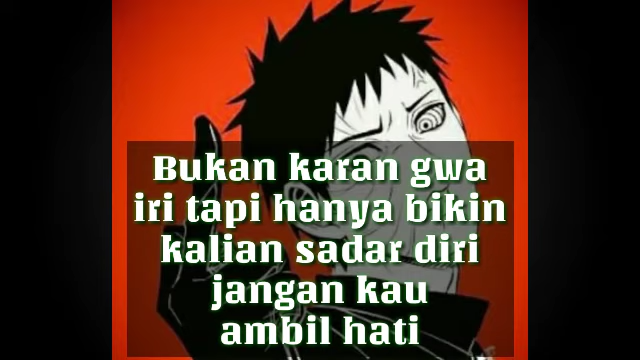 Bukan karan gwa
iri tapi hanya bikin
kalian sadar diri
jangan kau
ambil hati